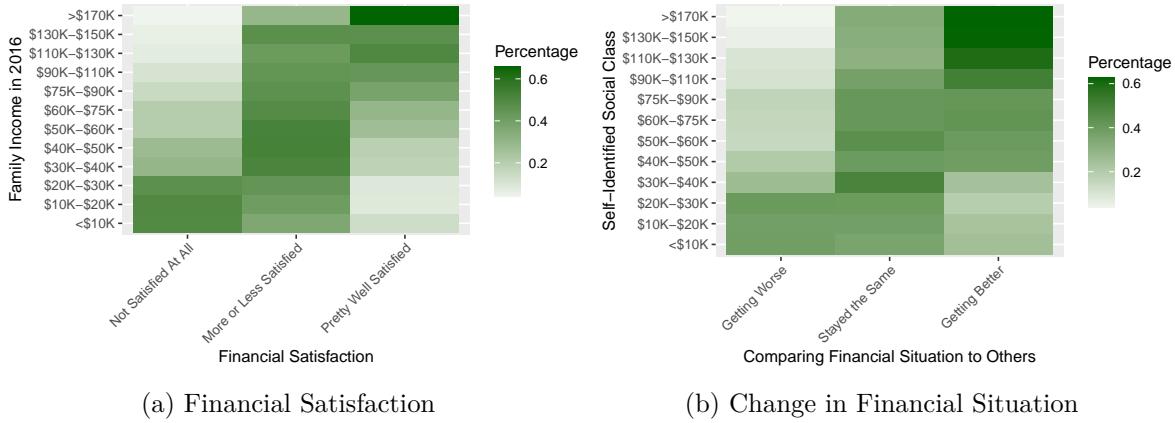 Family Income in 2016
>$170K
$130K−$150K
$110K−$130K
$90K−$110K
$75K−$90K
$60K−$75K
$50K−$60K
$40K−$50K
$30K−$40K
$20K−$30K
$10K−$20K
<$10K
Not Satisfied At All
More or Less Satisfied
Pretty Well Satisfied
Financial Satisfaction
Percentage
0.6
0.4
0.2
(a) Financial Satisfaction
Self−Identified Social Class
>$170K
$130K−$150K
$110K−$130K
$90K−$110K
$75K−$90K
$60K−$75K
$50K−$60K
$40K−$50K
$30K−$40K
$20K−$30K
$10K−$20K
<$10K
Getting Worse
Stayed the Same
Getting Better
Comparing Financial Situation to Others
Percentage
0.6
0.4
0.2
(b) Change in Financial Situation